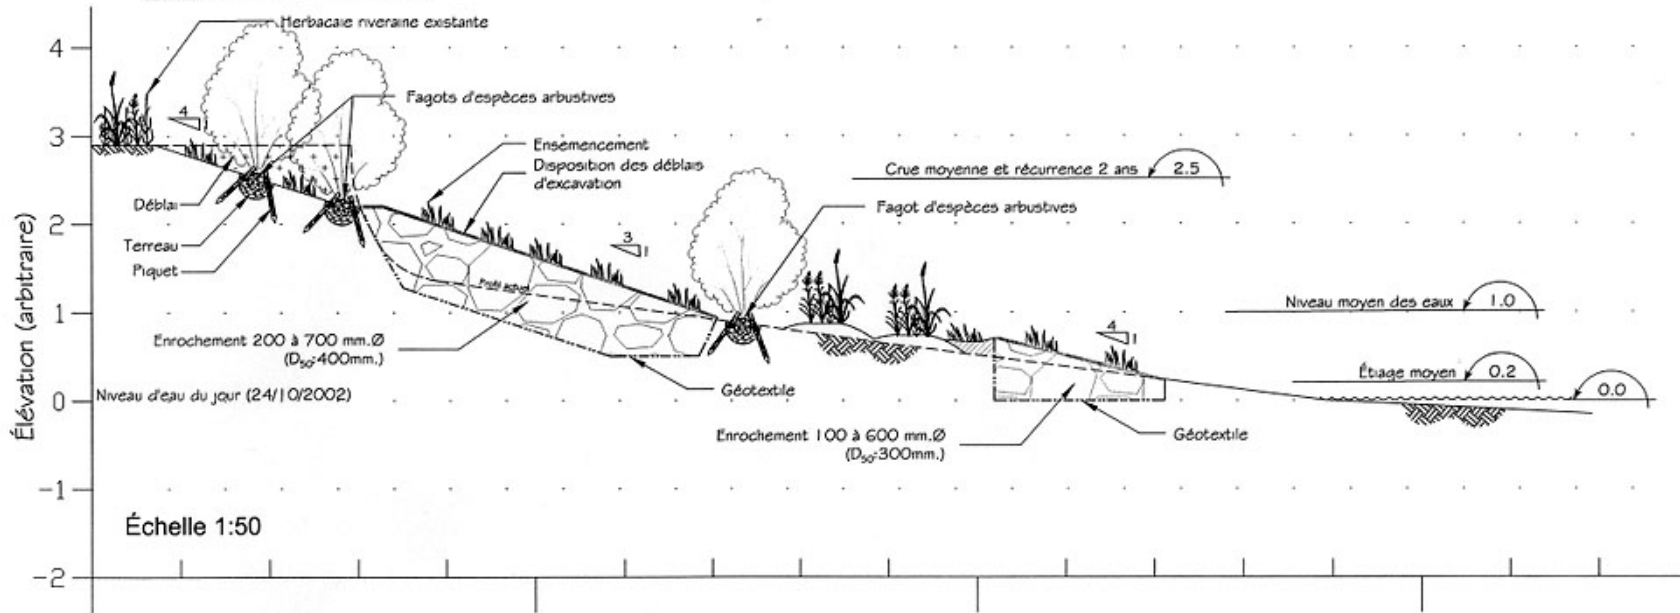 Herbacaie riveraine existante
4
4
1
Fagots d'espèces arbustives
3
Ensemencement
Disposition des déblais
d'excavation
Crue moyenne et récurrence 2 ans 2.5
Déblai
Fagot d'espèces arbustives
2
Terreau
3
1
Piquet
Profil actuel
Niveau moyen des eaux 1.0
1
4
1
Enrochement 200 à 700 mm.Ø
(D50=400mm.)
Étiage moyen 0.2
Géotextile
Niveau d'eau du jour (24/10/2002)
0.0
0
Enrochement 100 à 600 mm.Ø
(D50=300mm.)
Géotextile
-1
Échelle 1:50
-2
Élévation (arbitraire)